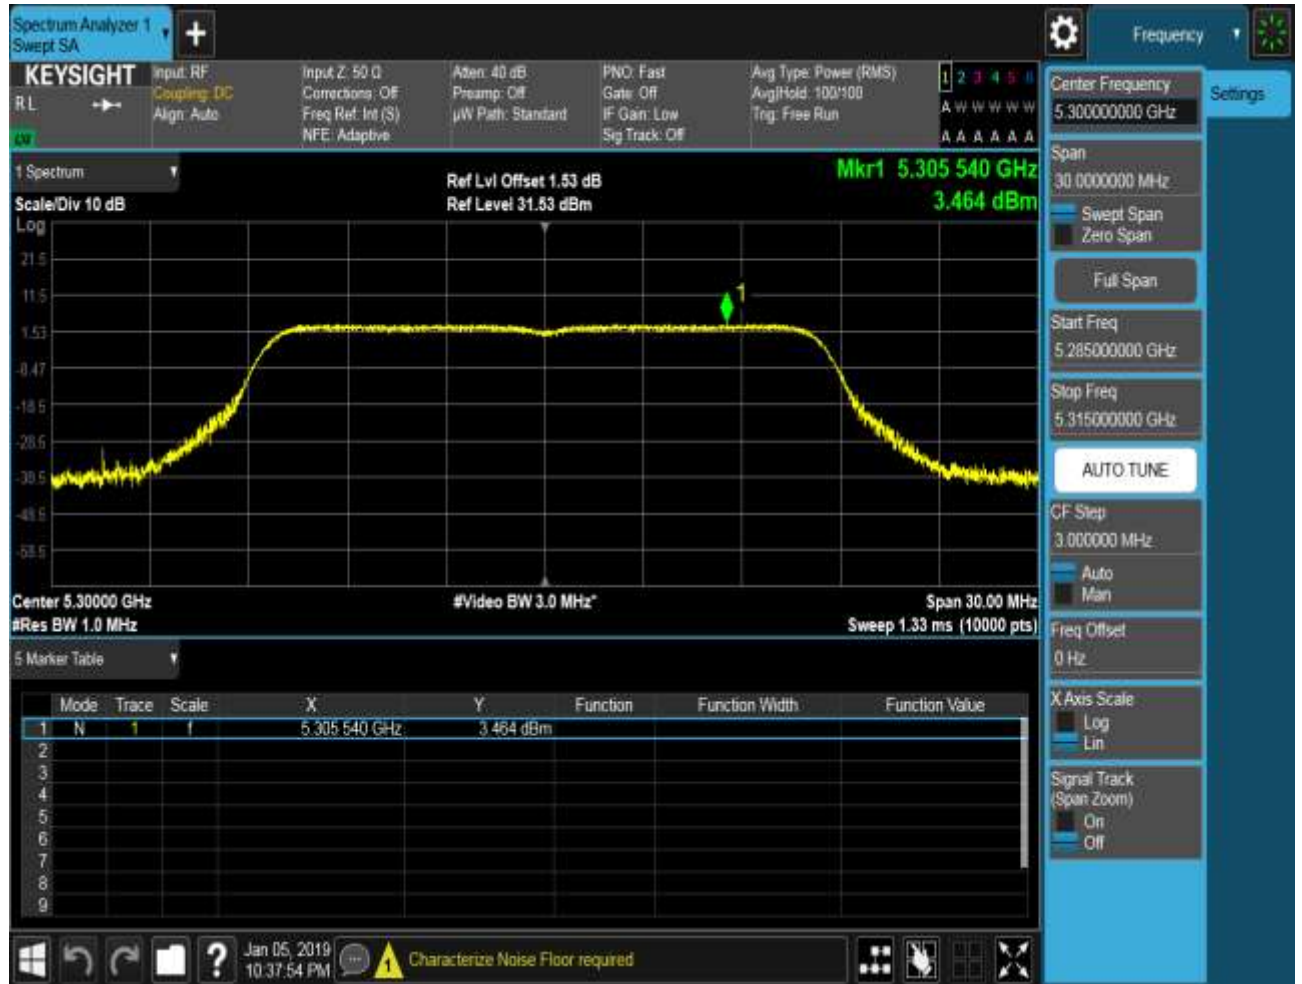 Spectrum Analyzer 1
Swept SA
+
Frequency
KEYSIGHT
R L
Input: RF
Coupling: DC
Align: Auto
Input Z: 50 Ω
Corrections: Off
Freq Ref: Int (S)
NFE: Adaptive
Atten: 40 dB
Preamp: Off
µW Path: Standard
PNO: Fast
Gate: Off
IF Gain: Low
Sig Track: Off
Avg Type: Power (RMS)
Avg|Hold: 100/100
Trig: Free Run
1 2 3 4 5 6
A W W W W W
A A A A A A
1 Spectrum
Scale/Div 10 dB
Log
Ref Lvl Offset 1.53 dB
Ref Level 31.53 dBm
Mkr1 5.305 540 GHz
3.464 dBm
21.5
11.5
1.53
-8.47
-18.5
-28.5
-38.5
-48.5
-58.5
1
Center 5.30000 GHz
#Res BW 1.0 MHz
#Video BW 3.0 MHz*
Span 30.00 MHz
Sweep 1.33 ms (10000 pts)
5 Marker Table
Mode Trace Scale X Y Function Function Width Function Value
1 N 1 f 5.305 540 GHz 3.464 dBm
2
3
4
5
6
7
8
9
Jan 05, 2019
10:37:54 PM
Characterize Noise Floor required
Center Frequency
5.300000000 GHz
Settings
Span
30.0000000 MHz
Swept Span
Zero Span
Full Span
Start Freq
5.285000000 GHz
Stop Freq
5.315000000 GHz
AUTO TUNE
CF Step
3.000000 MHz
Auto
Man
Freq Offset
0 Hz
X Axis Scale
Log
Lin
Signal Track
(Span Zoom)
On
Off